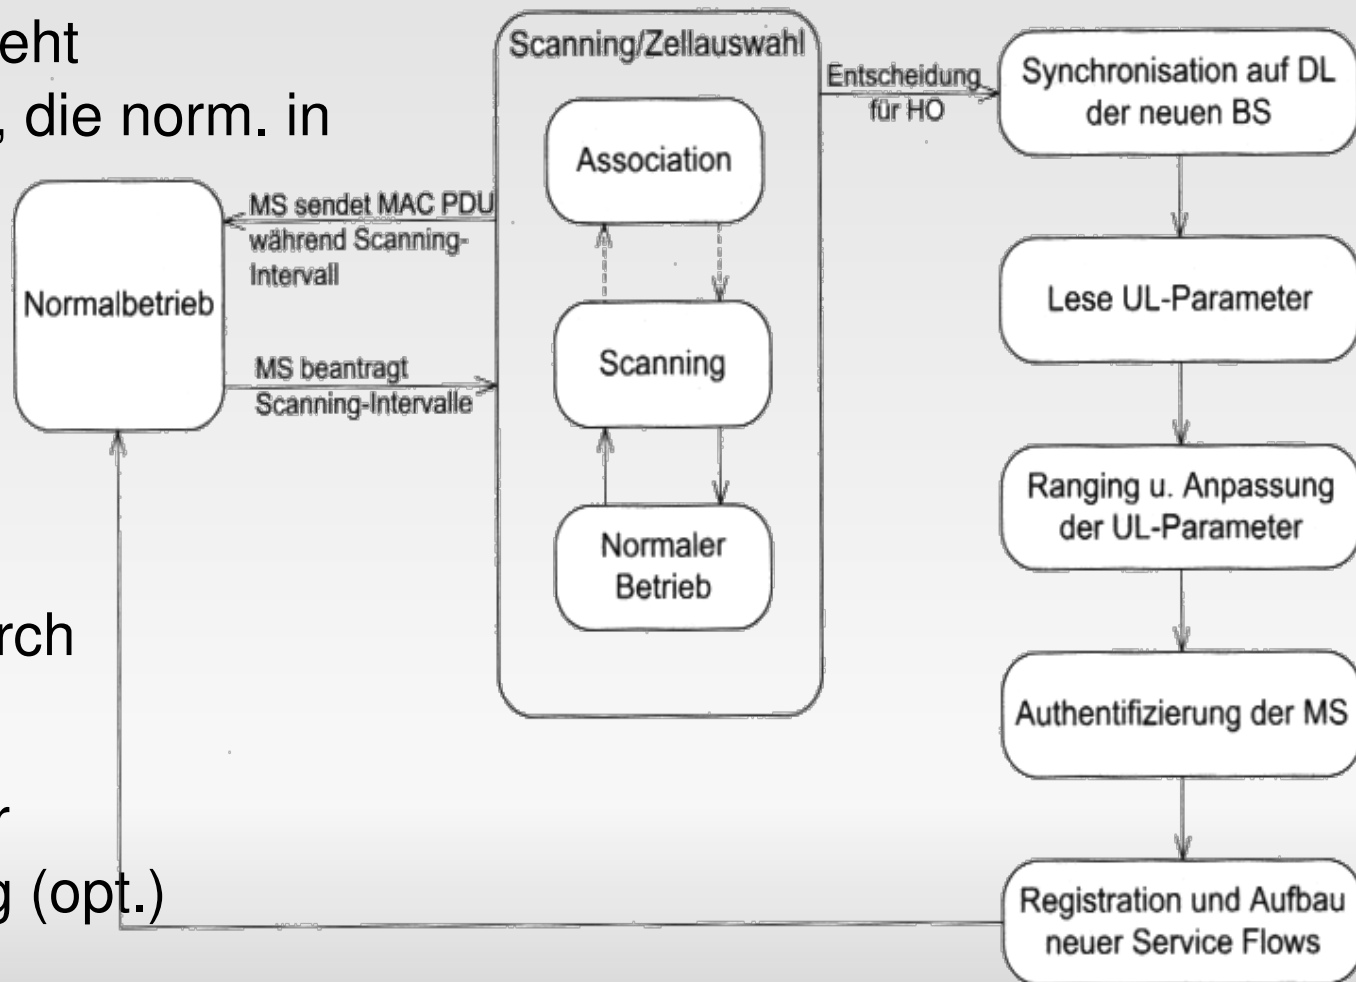 eht
, die norm. in
rch
r
g (opt.)
Normalbetrieb
MS sendet MAC PDU
während Scanning-
Intervall
MS beantragt
Scanning-Intervalle
Scanning/Zellauswahl
Association
Scanning
Normaler
Betrieb
Entscheidung
für HO
Synchronisation auf DL
der neuen BS
Lese UL-Parameter
Ranging u. Anpassung
der UL-Parameter
Authentifizierung der MS
Registration und Aufbau
neuer Service Flows